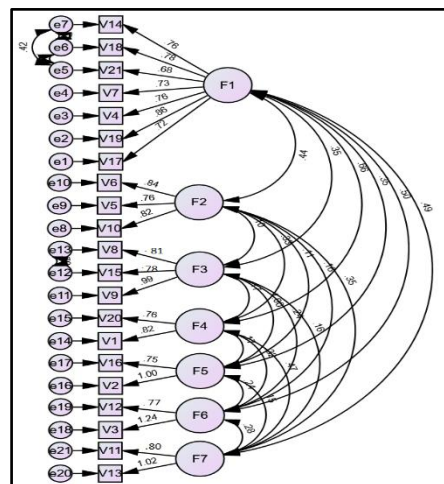 e7 V14 .76
e6 V18 .78
e5 V21 .68
e4 V7 .73
e3 V4 .76
e2 V19 .86
e1 V17 .72
F1
.42
e10 V6 .84
e9 V5 .76
e8 V10 .82
F2
e13 V8 .81
e12 V15 .78
e11 V9 .99
F3
e15 V20 .76
e14 V1 .82
F4
e17 V16 .75
e16 V2 1.00
F5
e19 V12 .77
e18 V3 1.24
F6
e21 V11 .80
e20 V13 1.02
F7
.44
.35
.50
.49
.35
.16
.28